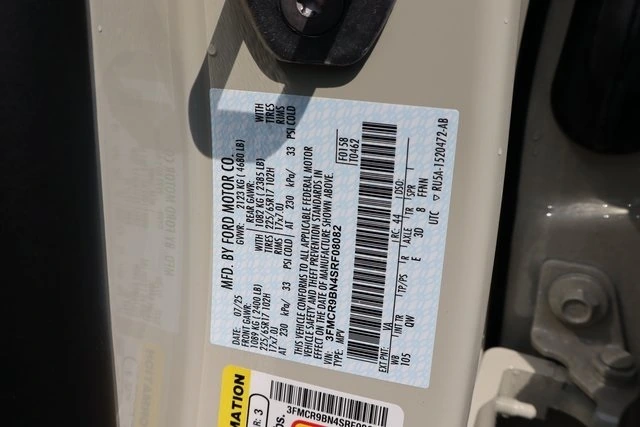 MFD. BY FORD MOTOR CO.
07/25 GVWR: 2123 KG ( 4680 LB)
FRONT GAWR: REAR GAWR: WITH
1089 KG (2400 LB) 1082 KG (2385 LB) TIRES
225/65R17 102H 225/65R17 102H RIMS
17x7.0J 17x7.0J
AT 230 kPa/ 33 PSI COLD AT 230 kPa/ 33 PSI COLD
WITH
TIRES
RIMS
THIS VEHICLE CONFORMS TO ALL APPLICABLE FEDERAL MOTOR
VEHICLE SAFETY AND THEFT PREVENTION STANDARDS IN
EFFECT ON THE DATE OF MANUFACTURE SHOWN ABOVE.
VIN: 3FMCR9BN4SRF08082
TYPE: MPV
F0158
T0462
EXT PNT: VA RC: 44 DSO:
WB INT TR TP/PS R AXLE TR SPR
105 QW E 3D 8 FFNN
UTC RU5A-1520472-AB
MATION
R: 3
3FMCR9BN4SRF08